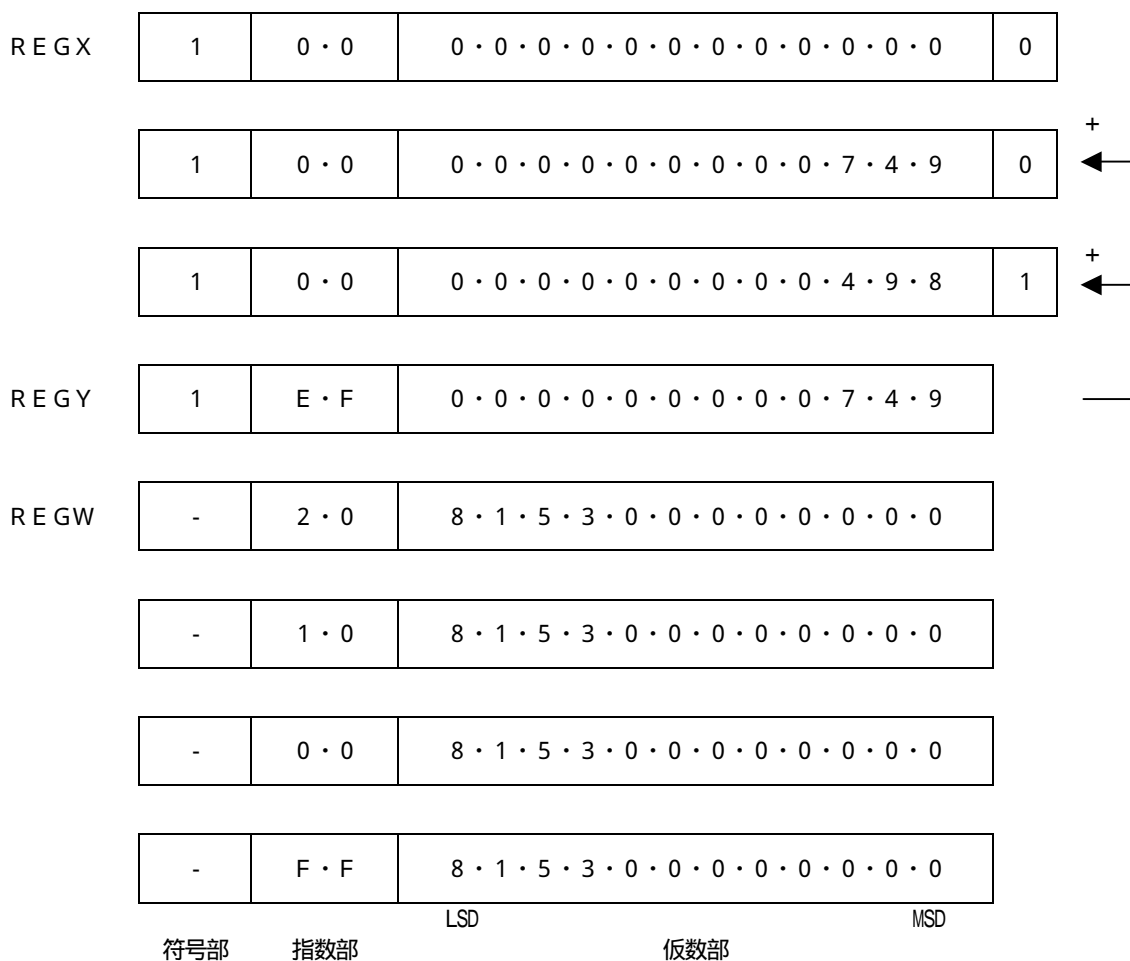 REGX 1 0・0 0・0・0・0・0・0・0・0・0・0・0・0 0
+
1 0・0 0・0・0・0・0・0・0・0・0・7・4・9 0
+
1 0・0 0・0・0・0・0・0・0・0・0・4・9・8 1
REGY 1 E・F 0・0・0・0・0・0・0・0・0・7・4・9
REGW - 2・0 8・1・5・3・0・0・0・0・0・0・0・0
- 1・0 8・1・5・3・0・0・0・0・0・0・0・0
- 0・0 8・1・5・3・0・0・0・0・0・0・0・0
- F・F 8・1・5・3・0・0・0・0・0・0・0・0
LSD MSD
符号部 指数部 仮数部